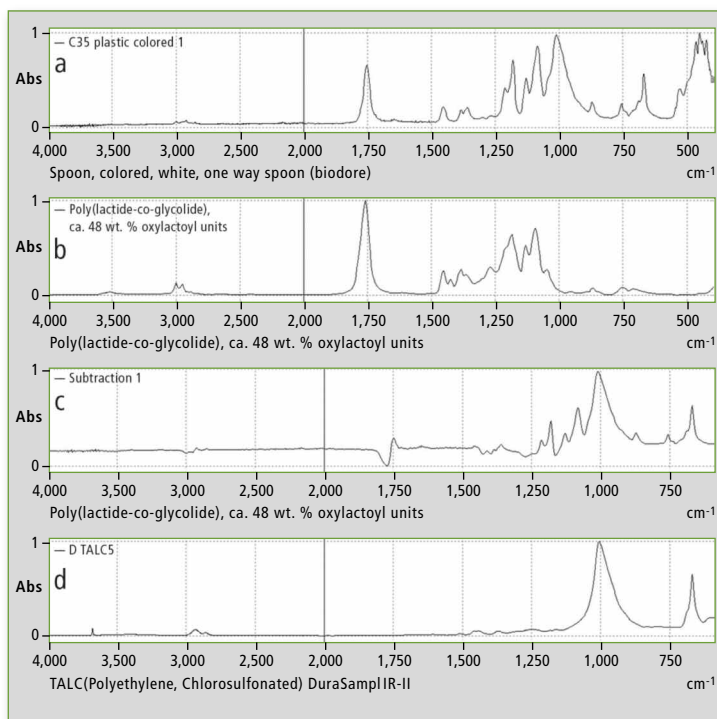 1
— C35 plastic colored 1
a
Abs
0
4,000 3,500 3,000 2,500 2,000 1,750 1,500 1,250 1,000 750 500
Spoon, colored, white, one way spoon (biodore) cm-1
1
— Poly(lactide-co-glycolide),
ca. 48 wt. % oxylactoyl units
b
Abs
0
4,000 3,500 3,000 2,500 2,000 1,750 1,500 1,250 1,000 750 500
Poly(lactide-co-glycolide), ca. 48 wt. % oxylactoyl units cm-1
1
— Subtraction 1
c
Abs
0
4,000 3,500 3,000 2,500 2,000 1,750 1,500 1,250 1,000 750
Poly(lactide-co-glycolide), ca. 48 wt. % oxylactoyl units cm-1
1
— D TALC5
d
Abs
0
4,000 3,500 3,000 2,500 2,000 1,750 1,500 1,250 1,000 750
TALC(Polyethylene, Chlorosulfonated) DuraSamplIR-II cm-1